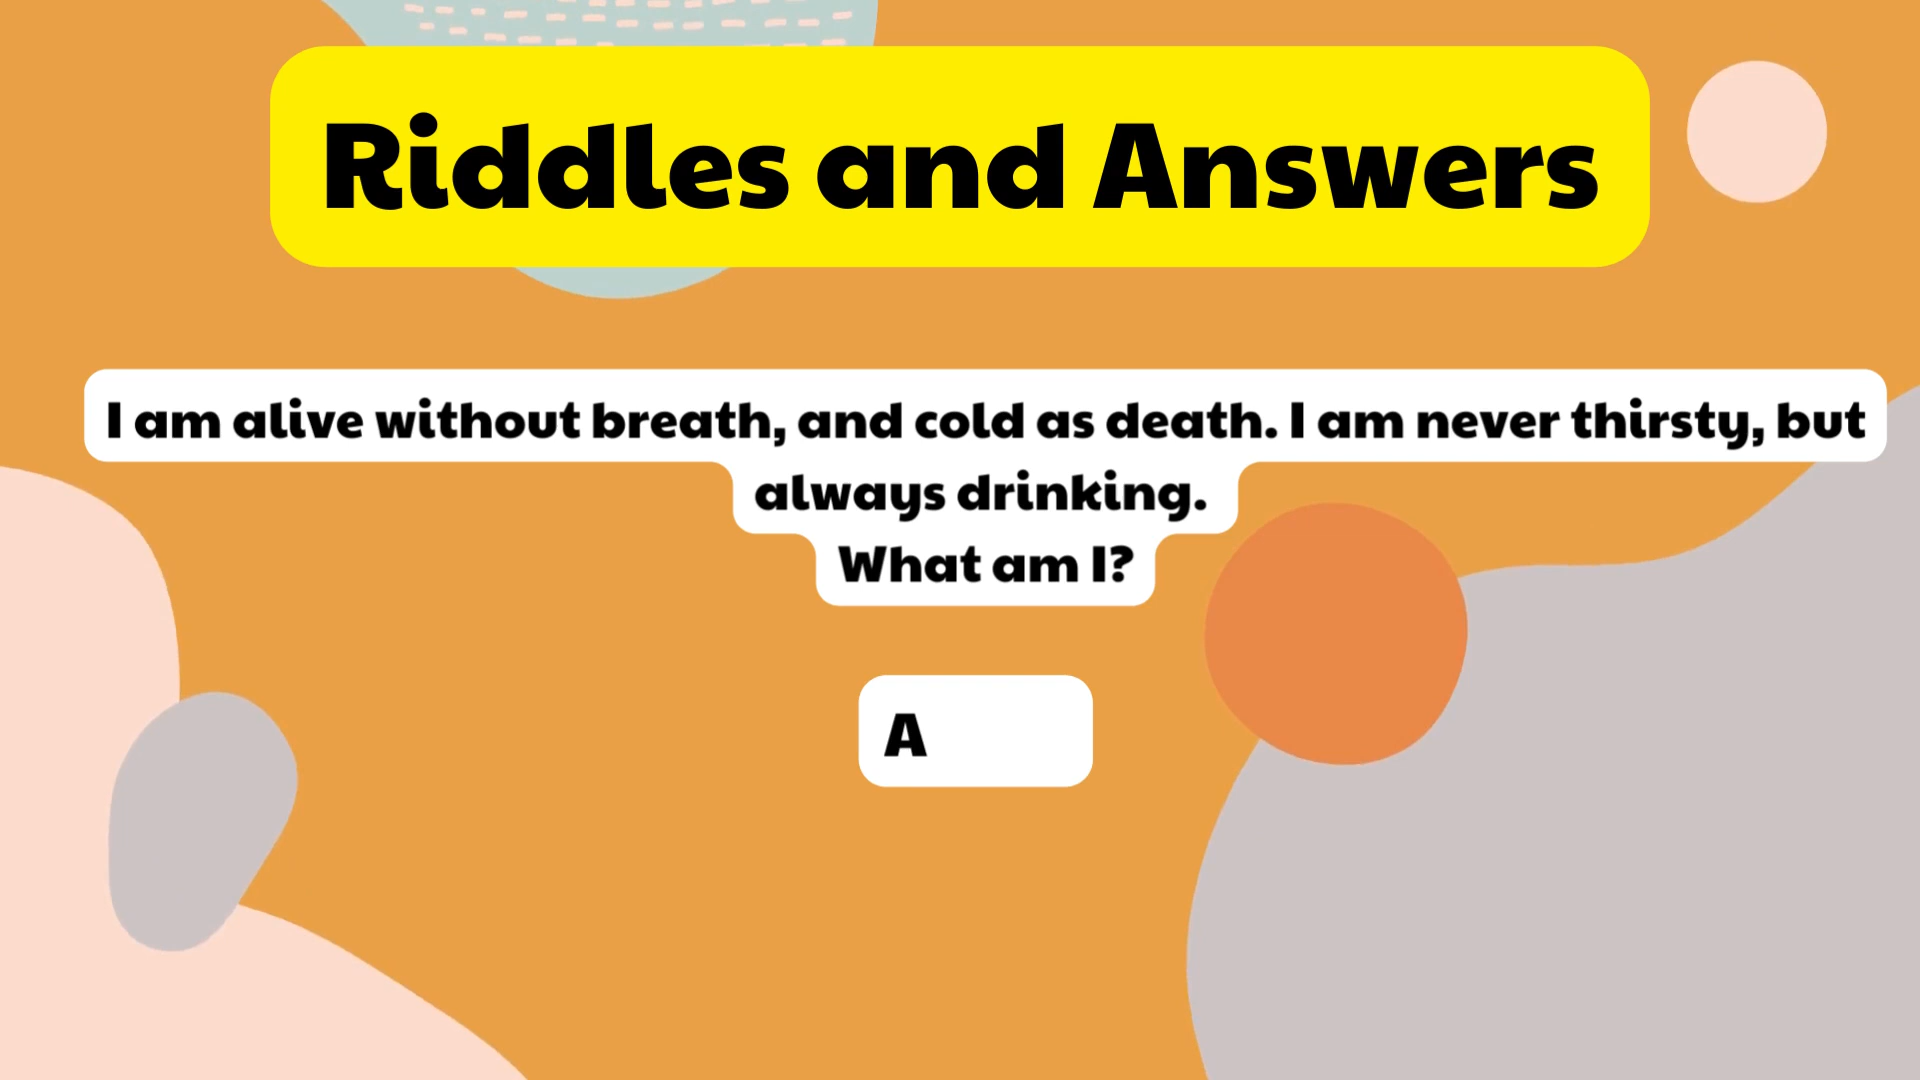 Riddles and Answers
I am alive without breath, and cold as death. I am never thirsty, but
always drinking.
What am I?
A